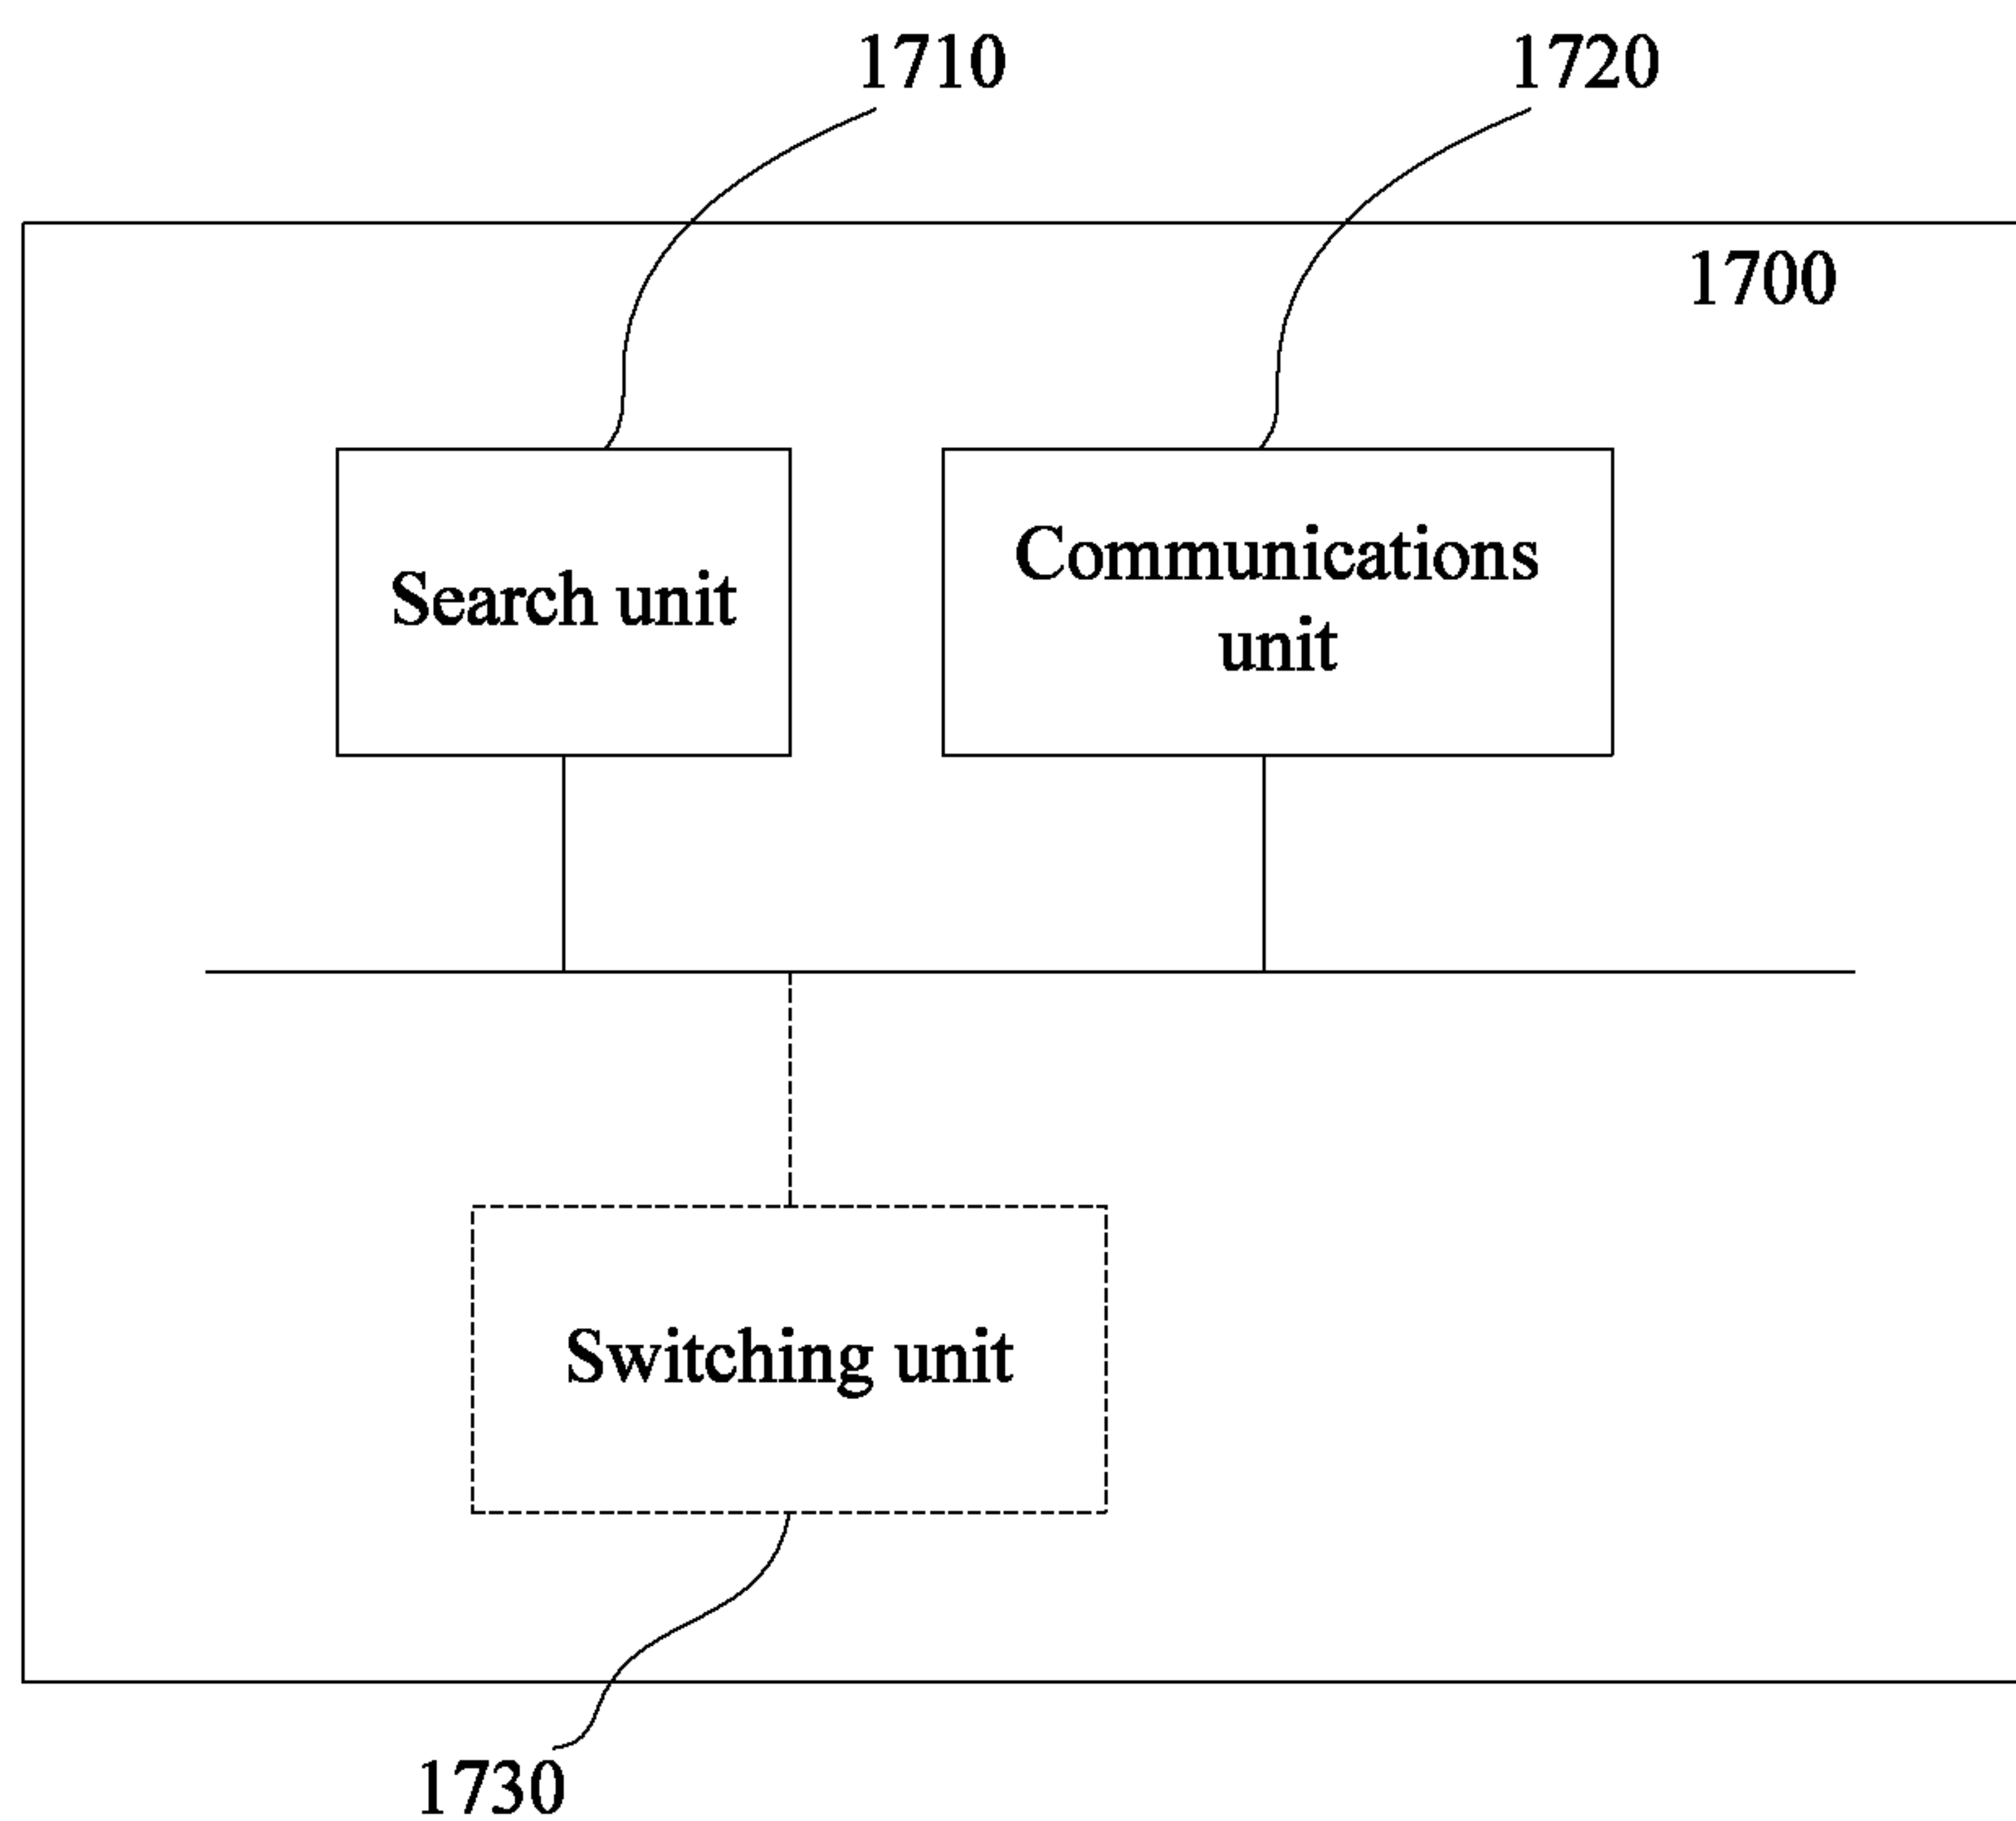 1710
1720
1700
Search unit
Communications
unit
Switching unit
1730